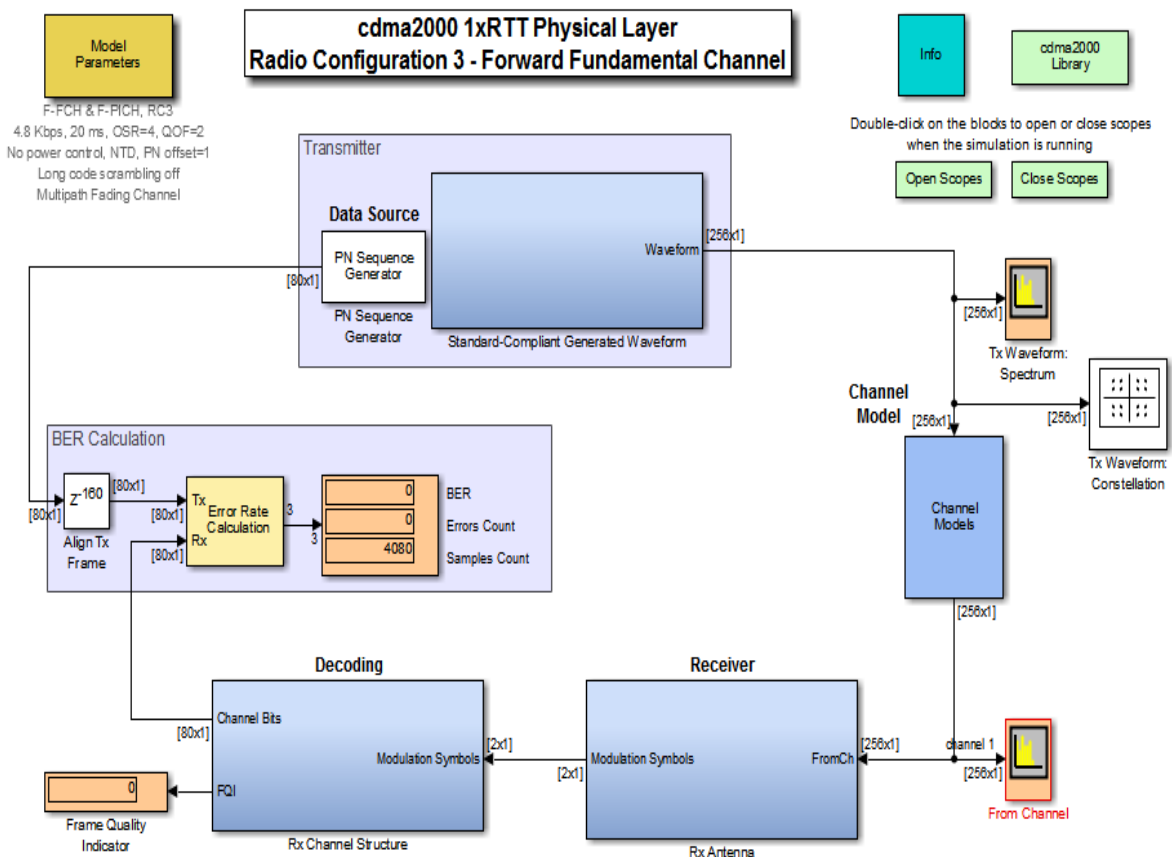 Model
Parameters
cdma2000 1xRTT Physical Layer
Radio Configuration 3 - Forward Fundamental Channel
Info
cdma2000
Library
F-FCH & F-PICH, RC3
4.8 Kbps, 20 ms, OSR=4, QOF=2
No power control, NTD, PN offset=1
Long code scrambling off
Multipath Fading Channel
Double-click on the blocks to open or close scopes
when the simulation is running
Open Scopes
Close Scopes
Transmitter
Data Source
PN Sequence
Generator
[80x1]
PN Sequence
Generator
Waveform
[256x1]
Standard-Compliant Generated Waveform
[256x1]
Tx Waveform:
Spectrum
Channel
Model
[256x1]
[256x1]
Tx Waveform:
Constellation
Channel
Models
[256x1]
BER Calculation
[80x1]
Z-160
[80x1]
Align Tx
Frame
[80x1]
[80x1]
Tx
Rx
Error Rate
Calculation
3
3
0
BER
0
Errors Count
4080
Samples Count
Decoding
Channel Bits
[80x1]
Modulation Symbols
FQI
[2x1]
Rx Channel Structure
0
Frame Quality
Indicator
Receiver
Modulation Symbols
[2x1]
FromCh
[256x1]
Rx Antenna
channel 1
[256x1]
From Channel